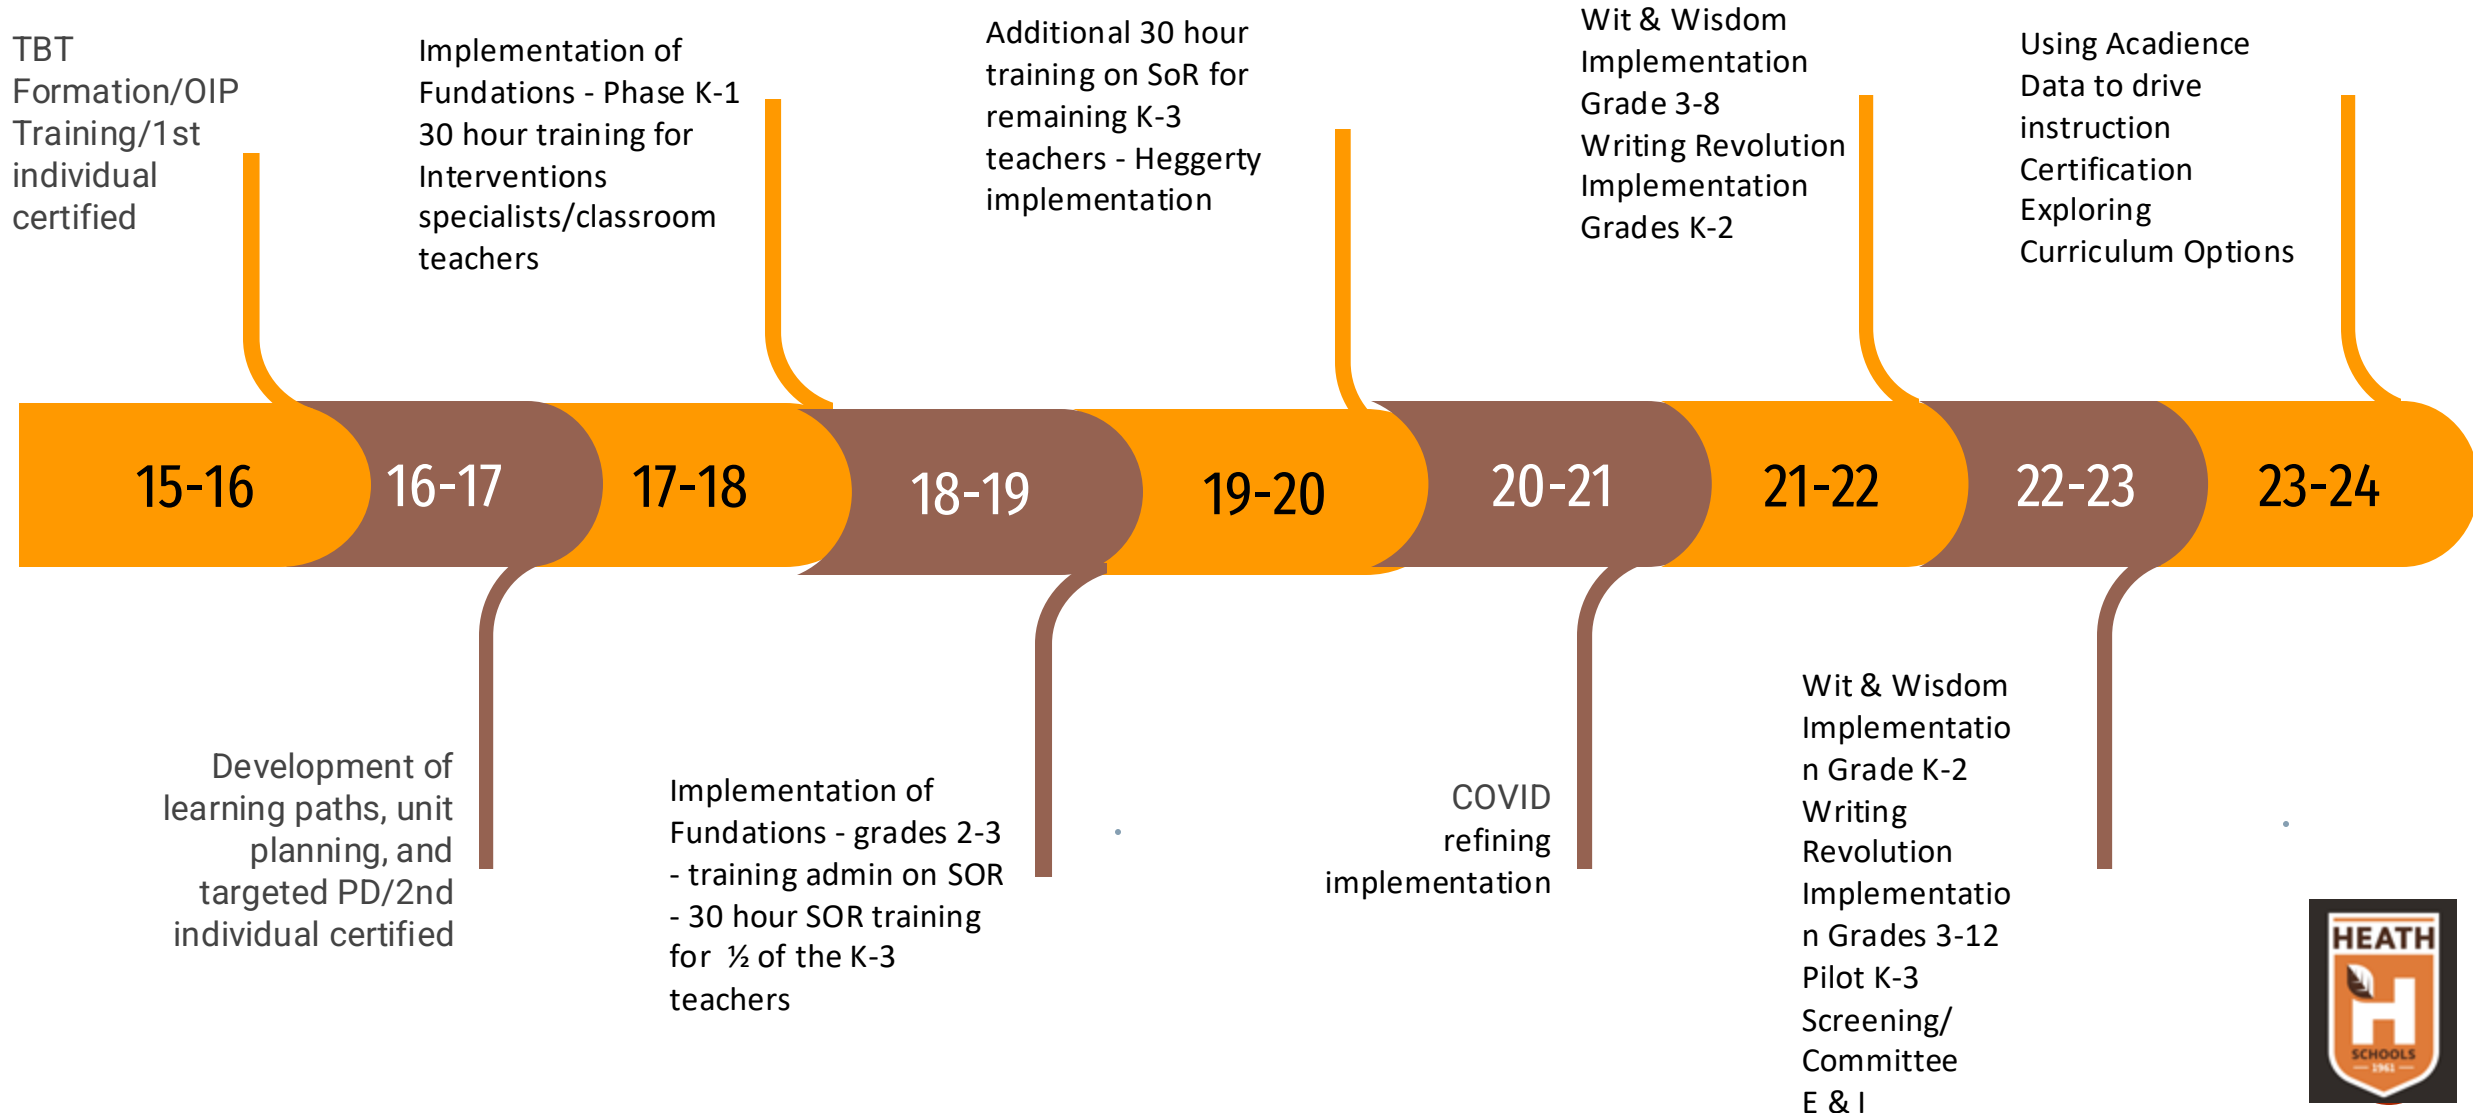 TBT
Formation/OIP
Training/1st
individual
certified
Implementation of
Fundations - Phase K-1
30 hour training for
Interventions
specialists/classroom
teachers
Additional 30 hour
training on SoR for
remaining K-3
teachers - Heggerty
implementation
Wit & Wisdom
Implementation
Grade 3-8
Writing Revolution
Implementation
Grades K-2
Using Acadience
Data to drive
instruction
Certification
Exploring
Curriculum Options
15-16
16-17
17-18
18-19
19-20
20-21
21-22
22-23
23-24
Development of
learning paths, unit
planning, and
targeted PD/2nd
individual certified
Implementation of
Fundations - grades 2-3
- training admin on SOR
- 30 hour SOR training
for ½ of the K-3
teachers
COVID
refining
implementation
Wit & Wisdom
Implementatio
n Grade K-2
Writing
Revolution
Implementatio
n Grades 3-12
Pilot K-3
Screening/
Committee
E & I
HEATH
H
SCHOOLS
1961